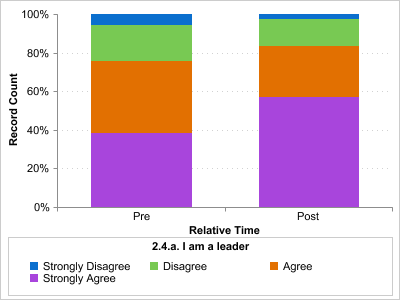 100%
80%
60%
40%
20%
0%
Record Count
Pre Post
Relative Time
2.4.a. I am a leader
Strongly Disagree Disagree Agree
Strongly Agree